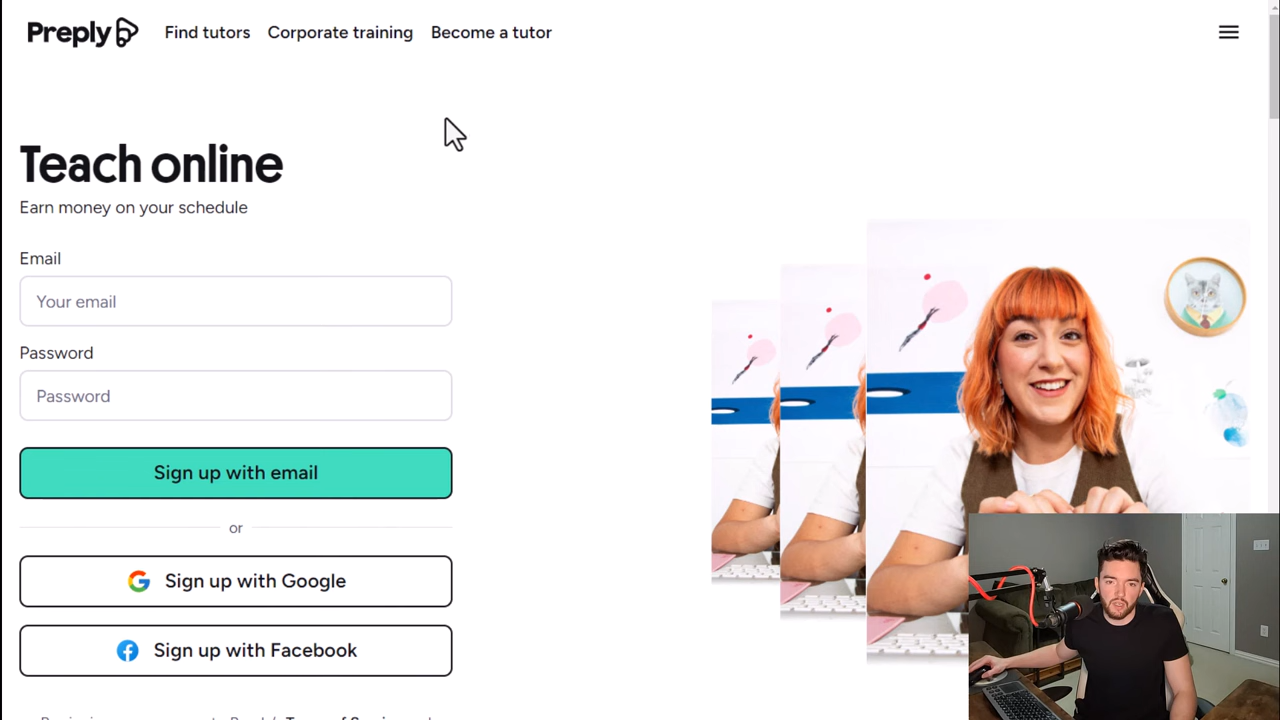 Preply
Find tutors
Corporate training
Become a tutor
Teach online
Earn money on your schedule
Email
Your email
Password
Password
Sign up with email
or
Sign up with Google
Sign up with Facebook